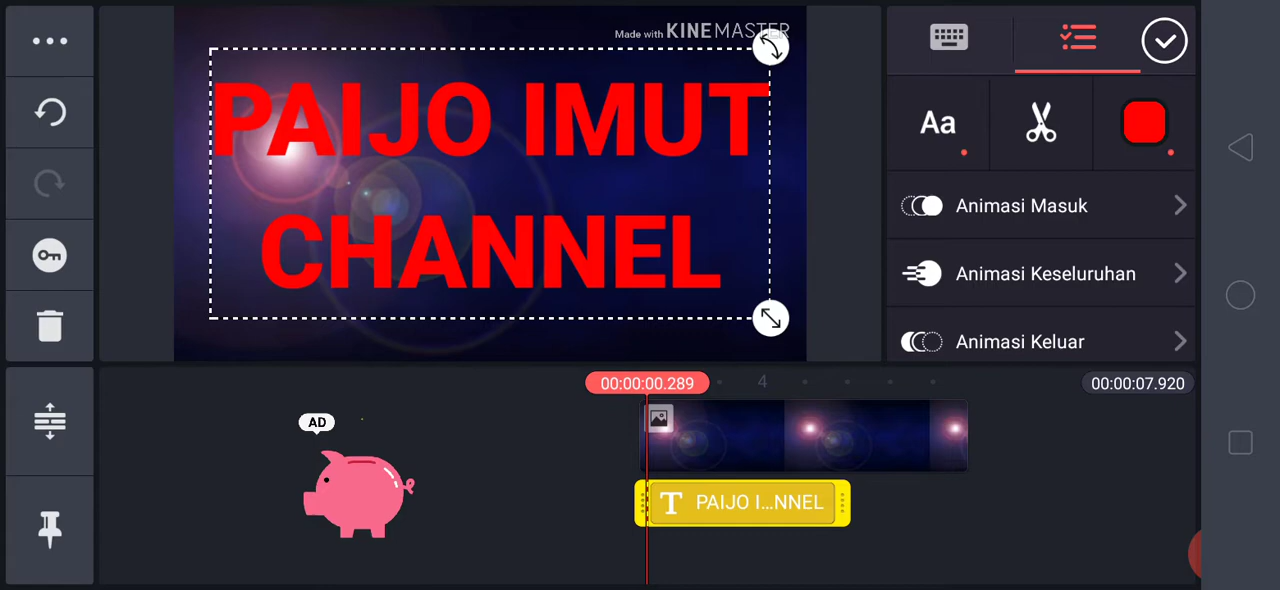 Made with KINEMASTER
PAIJO IMUT
CHANNEL
Aa
Animasi Masuk
Animasi Keseluruhan
Animasi Keluar
00:00:00.289
4
00:00:07.920
AD
T PAIJO I...NNEL